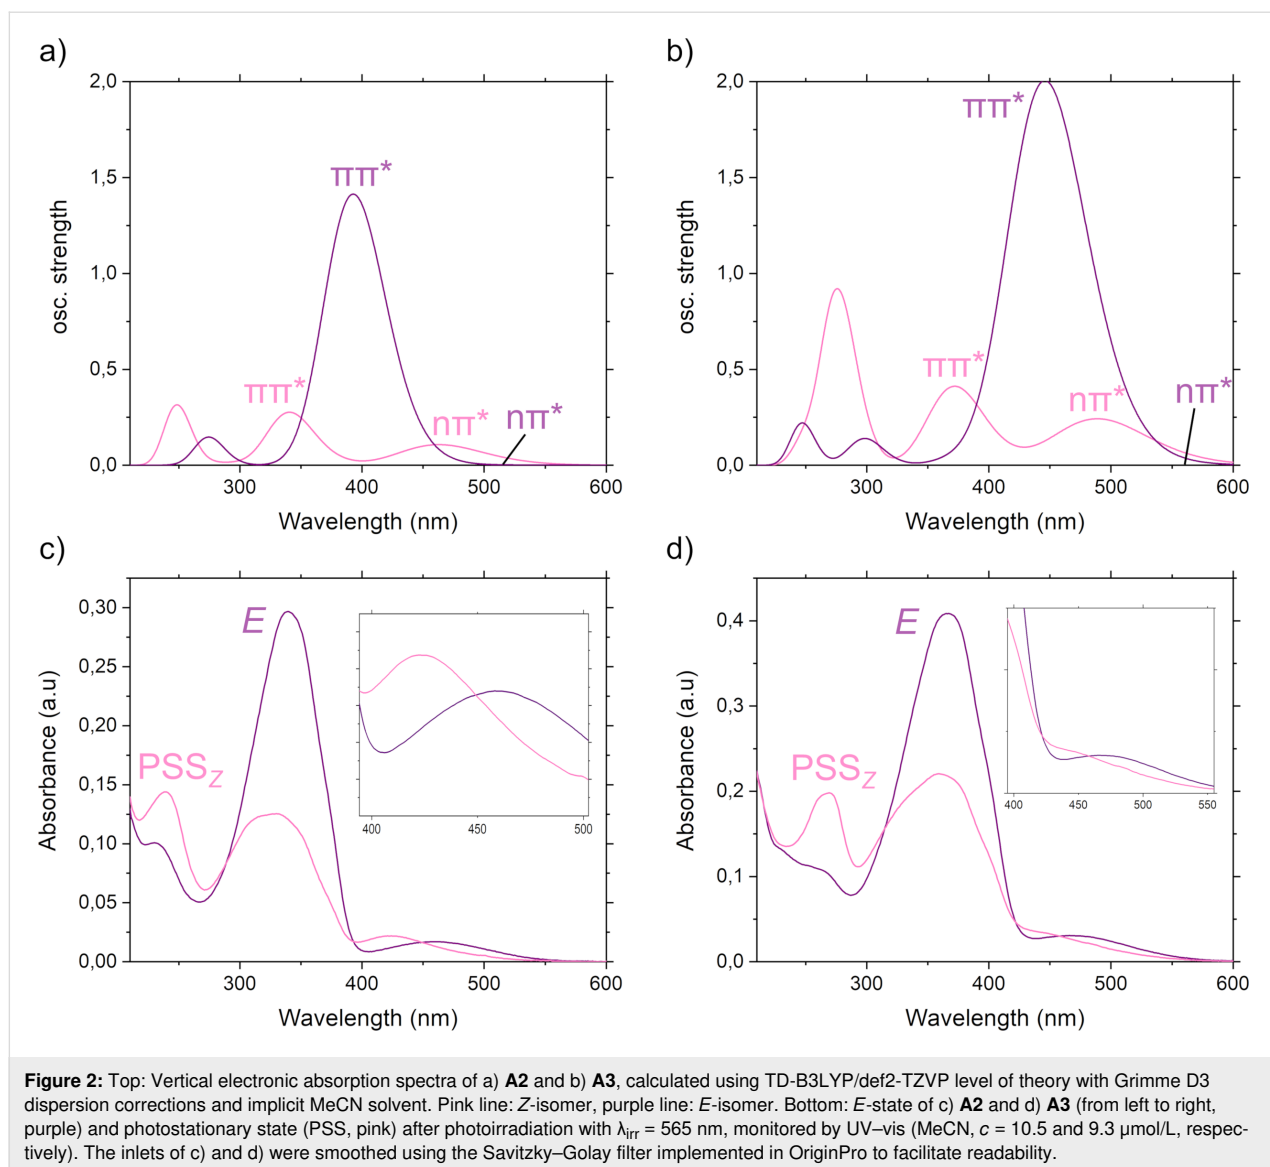 a)
2,0
1,5
1,0
0,5
0,0
osc. strength
ππ*
ππ*
nπ*
nπ*
300
400
500
600
Wavelength (nm)
b)
2,0
1,5
1,0
0,5
0,0
osc. strength
ππ*
ππ*
nπ*
nπ*
300
400
500
600
Wavelength (nm)
c)
0,30
0,25
0,20
0,15
0,10
0,05
0,00
Absorbance (a.u)
E
PSSZ
400
450
500
300
400
500
600
Wavelength (nm)
d)
0,4
0,3
0,2
0,1
0,0
Absorbance (a.u)
E
PSSZ
400
450
500
550
300
400
500
600
Wavelength (nm)
Figure 2: Top: Vertical electronic absorption spectra of a) A2 and b) A3, calculated using TD-B3LYP/def2-TZVP level of theory with Grimme D3
dispersion corrections and implicit MeCN solvent. Pink line: Z-isomer, purple line: E-isomer. Bottom: E-state of c) A2 and d) A3 (from left to right,
purple) and photostationary state (PSS, pink) after photoirradiation with λirr = 565 nm, monitored by UV–vis (MeCN, c = 10.5 and 9.3 μmol/L, respec-
tively). The inlets of c) and d) were smoothed using the Savitzky–Golay filter implemented in OriginPro to facilitate readability.